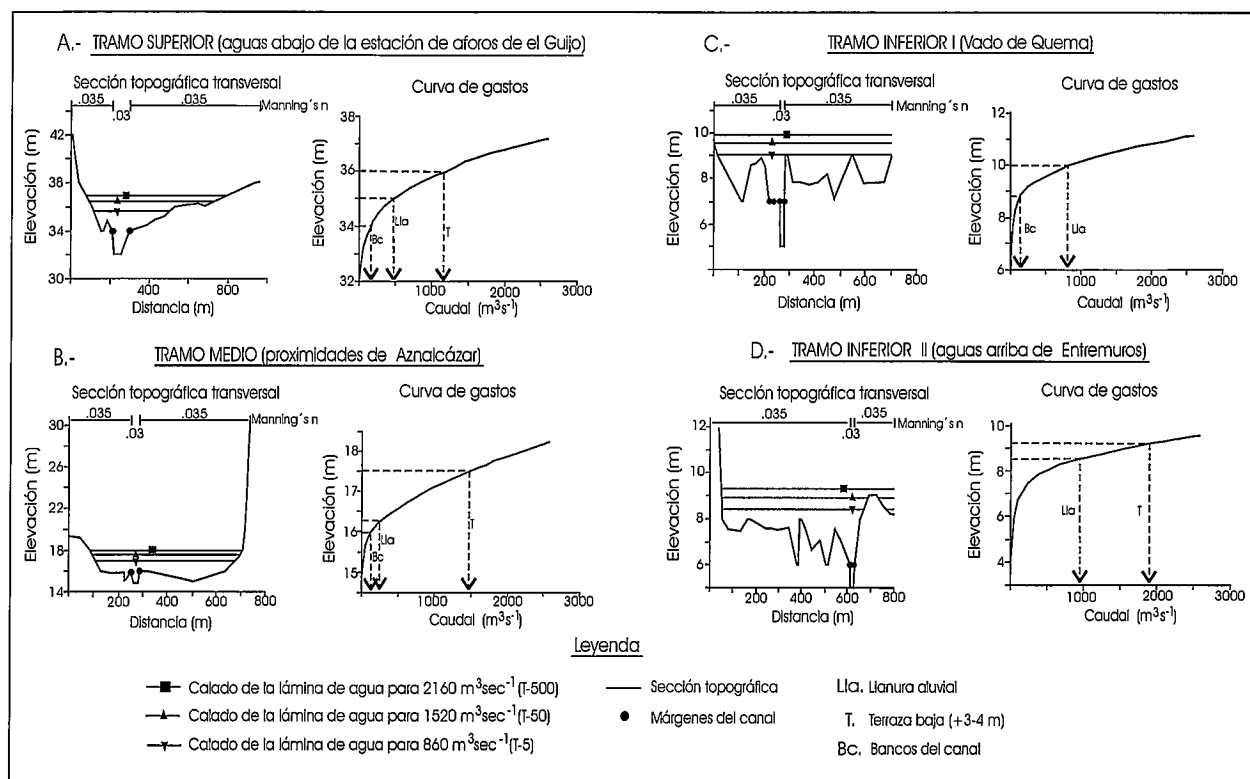 A.- TRAMO SUPERIOR (aguas abajo de la estación de aforos de el Guijo)
Sección topográfica transversal
.035 .035 Manning´s n
.03
Elevación (m)
42
38
34
30
400 800
Distancia (m)
Curva de gastos
Elevación (m)
38
36
34
32
Bc
Lla
T
1000 2000 3000
Caudal (m³s⁻¹)
B.- TRAMO MEDIO (proximidades de Aznalcázar)
Sección topográfica transversal
.035 .035 Manning´s n
.03
Elevación (m)
30
26
22
18
14
200 400 600 800
Distancia (m)
Curva de gastos
Elevación (m)
18
17
16
15
Bc
Lla
T
0 1000 2000 3000
Caudal (m³s⁻¹)
C.- TRAMO INFERIOR I (Vado de Quema)
Sección topográfica transversal
.035 .035 Manning´s n
.03
Elevación (m)
10
9
8
7
6
5
0 200 400 600
Distancia (m)
Curva de gastos
Elevación (m)
12
10
8
6
Bc
Lla
0 1000 2000 3000
Caudal (m³s⁻¹)
D.- TRAMO INFERIOR II (aguas arriba de Entremuros)
Sección topográfica transversal
.035 .035 Manning´s n
.03
Elevación (m)
12
10
8
6
200 400 600 800
Distancia (m)
Curva de gastos
Elevación (m)
10
8
6
4
Lla
T
0 1000 2000 3000
Caudal (m³s⁻¹)
Leyenda
Calado de la lámina de agua para 2160 m³sec⁻¹(T-500)
Calado de la lámina de agua para 1520 m³sec⁻¹(T-50)
Calado de la lámina de agua para 860 m³sec⁻¹(T-5)
Sección topográfica
Márgenes del canal
Lla. Llanura aluvial
T. Terraza baja (+3-4 m)
Bc. Bancos del canal